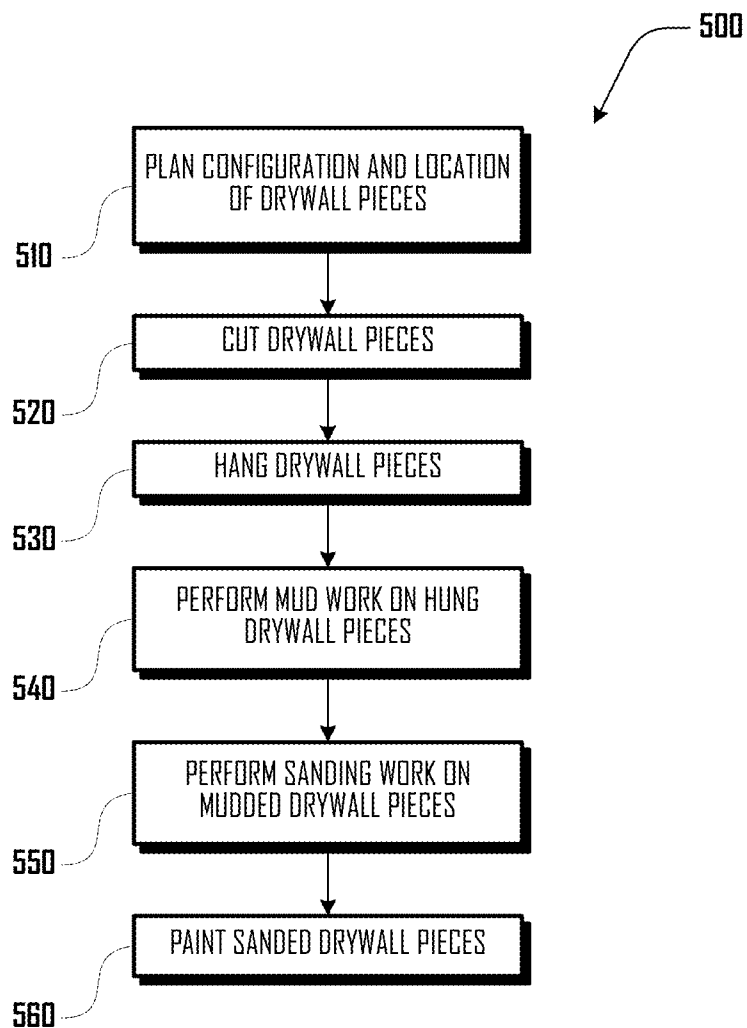 500
PLAN CONFIGURATION AND LOCATION
OF DRYWALL PIECES
510
CUT DRYWALL PIECES
520
HANG DRYWALL PIECES
530
PERFORM MUD WORK ON HUNG
DRYWALL PIECES
540
PERFORM SANDING WORK ON
MUDDED DRYWALL PIECES
550
PAINT SANDED DRYWALL PIECES
560